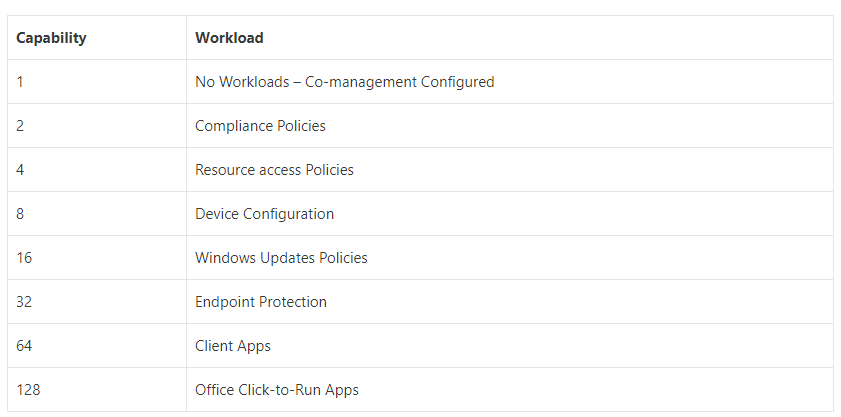 Capability Workload
1 No Workloads – Co-management Configured
2 Compliance Policies
4 Resource access Policies
8 Device Configuration
16 Windows Updates Policies
32 Endpoint Protection
64 Client Apps
128 Office Click-to-Run Apps